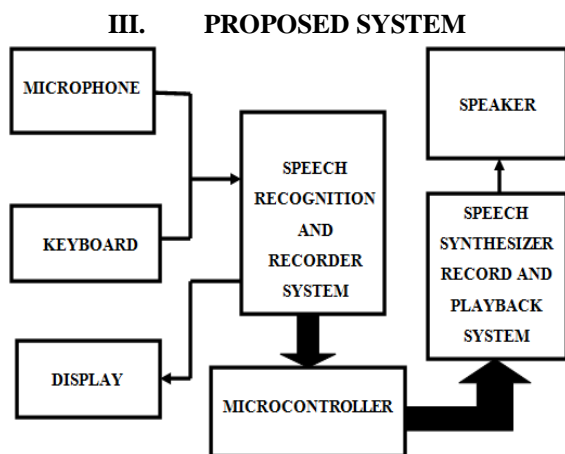 III. PROPOSED SYSTEM
MICROPHONE
KEYBOARD
DISPLAY
SPEECH
RECOGNITION
AND
RECORDER
SYSTEM
MICROCONTROLLER
SPEAKER
SPEECH
SYNTHESIZER
RECORD AND
PLAYBACK
SYSTEM